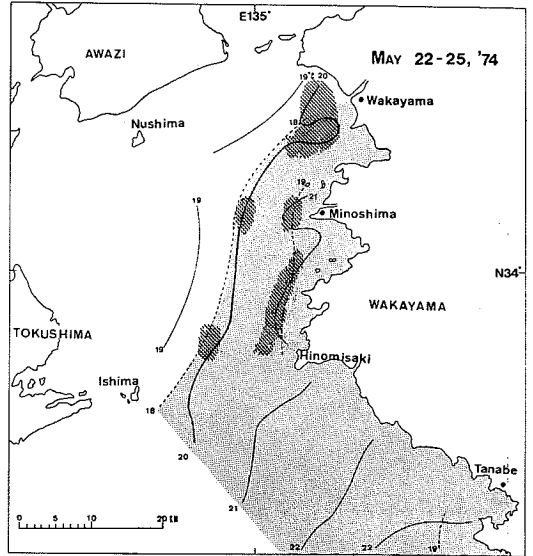 E135°
AWAZI
MAY 22-25, '74
19°C 20
Wakayama
18
Nushima
19
21
19
Minoshima
N34°
WAKAYAMA
TOKUSHIMA
19
Hinomisaki
Ishima
18
20
Tanabe
21
0 5 10 20
22
22
19